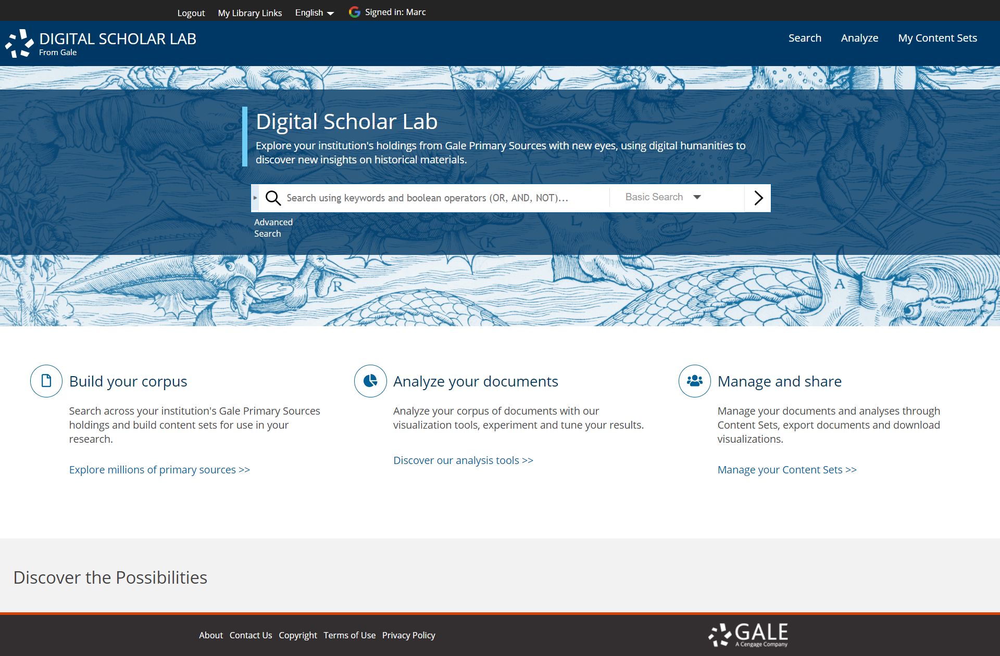 Logout My Library Links English Signed in: Marc
DIGITAL SCHOLAR LAB
From Gale
Search Analyze My Content Sets
M
Digital Scholar Lab
Explore your institution's holdings from Gale Primary Sources with new eyes, using digital humanities to
discover new insights on historical materials.
Search using keywords and boolean operators (OR, AND, NOT)... Basic Search
Advanced
Search
L
H
K
R
A
Build your corpus
Search across your institution's Gale Primary Sources
holdings and build content sets for use in your
research.
Explore millions of primary sources >>
Analyze your documents
Analyze your corpus of documents with our
visualization tools, experiment and tune your results.
Discover our analysis tools >>
Manage and share
Manage your documents and analyses through
Content Sets, export documents and download
visualizations.
Manage your Content Sets >>
Discover the Possibilities
About Contact Us Copyright Terms of Use Privacy Policy
GALE
A Cengage Company